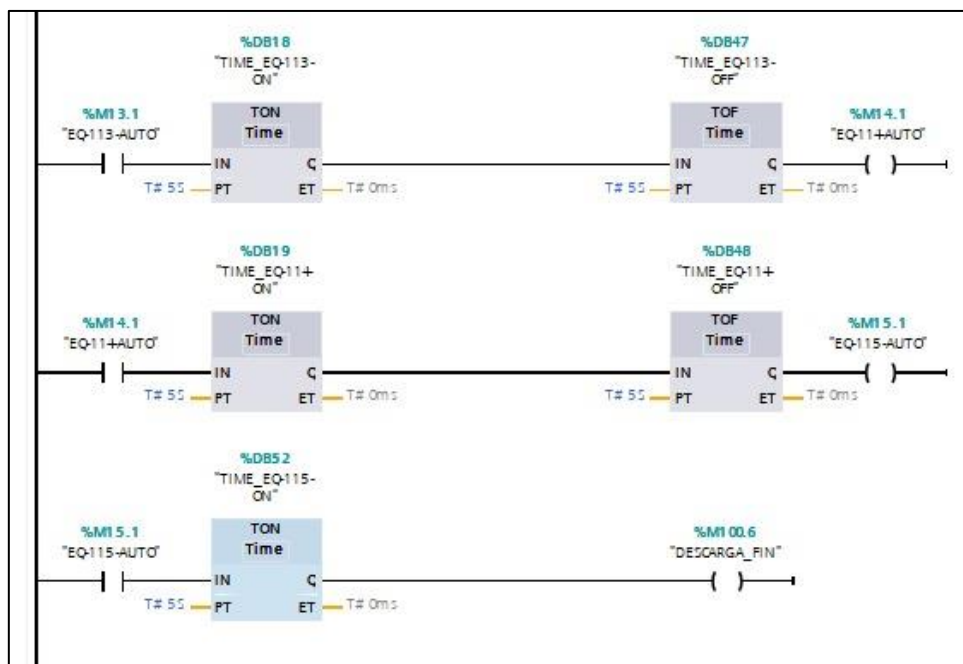 %DB18
"TIME_EQ-113-
ON"
%DB47
"TIME_EQ-113-
OFF"
%M13.1
"EQ-113-AUTO"
TON
Time
TOF
Time
%M14.1
"EQ-11+AUTO"
IN Q
IN Q
T# 5S PT ET T# 0ms
T# 5S PT ET T# 0ms
%DB19
"TIME_EQ-11+
ON"
%DB48
"TIME_EQ-11+
OFF"
%M14.1
"EQ-11+AUTO"
TON
Time
TOF
Time
%M15.1
"EQ-115-AUTO"
IN Q
IN Q
T# 5S PT ET T# 0ms
T# 5S PT ET T# 0ms
%DB52
"TIME_EQ-115-
ON"
%M15.1
"EQ-115-AUTO"
TON
Time
%M100.6
"DESCARGA_FIN"
IN Q
T# 5S PT ET T# 0ms